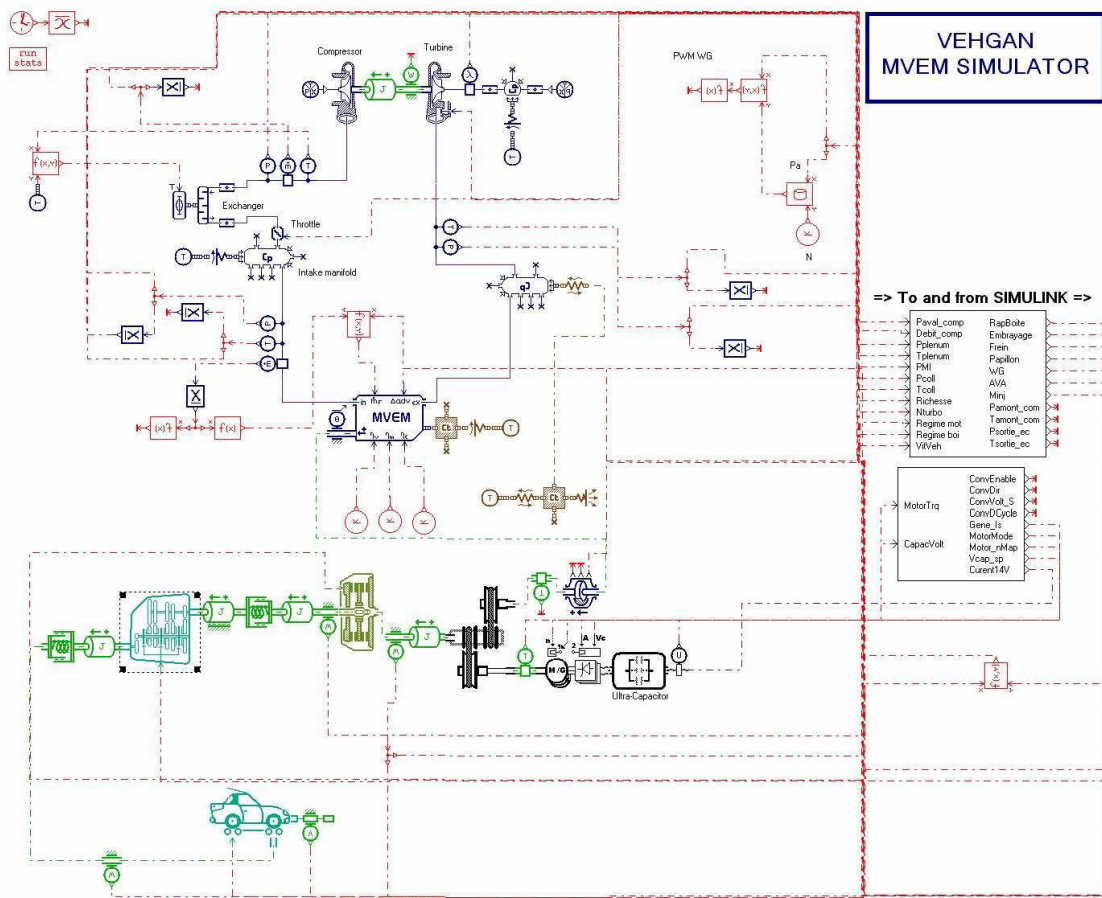 run
stats
VEHGAN
MVEM SIMULATOR
Compressor
Turbine
PWM WG
Pa
N
Exchanger
Throttle
Intake manifold
=> To and from SIMULINK =>
Paval_comp
Debit_comp
Pplenum
Tplenum
PMI
Pcoll
Tcoll
Richesse
Nturbo
Regime mot
Regime boi
VitVeh
RapBoite
Embrayage
Frein
Papillon
WG
AVA
Minj
Pamont_com
Tamont_com
Psortie_ec
Tsortie_ec
MVEM
MotorTrq
CapacVolt
ConvEnable
ConvDir
ConvVolt_S
ConvDCycle
Gene_Is
MotorMode
Motor_nMap
Vcap_sp
Curent14V
M/G
Ultra-Capacitor